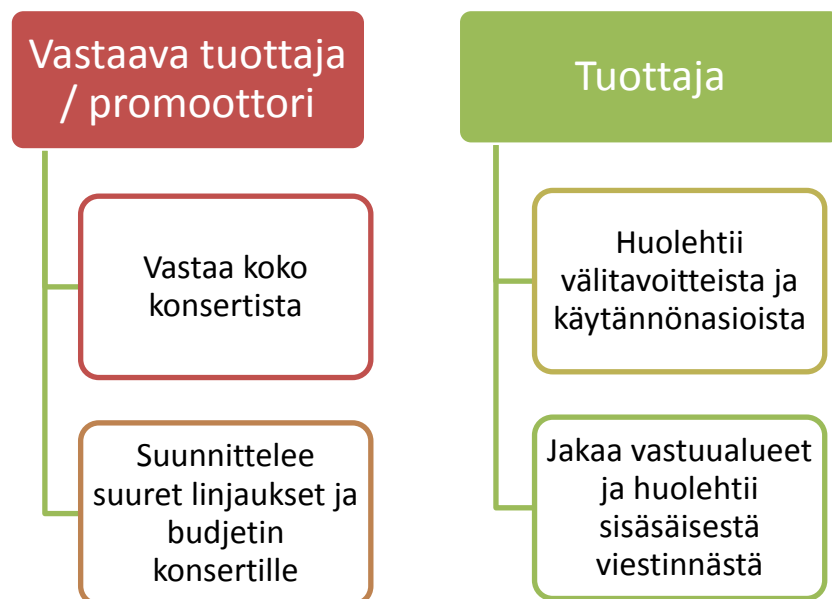 Vastaava tuottaja
/ promoottori
Vastaa koko
konsertista
Suunnittelee
suuret linjaukset ja
budjetin
konsertille
Tuottaja
Huolehtii
välitavoitteista ja
käytännönasioista
Jakaa vastuualueet
ja huolehtii
sisäsäisestä
viestinnästä